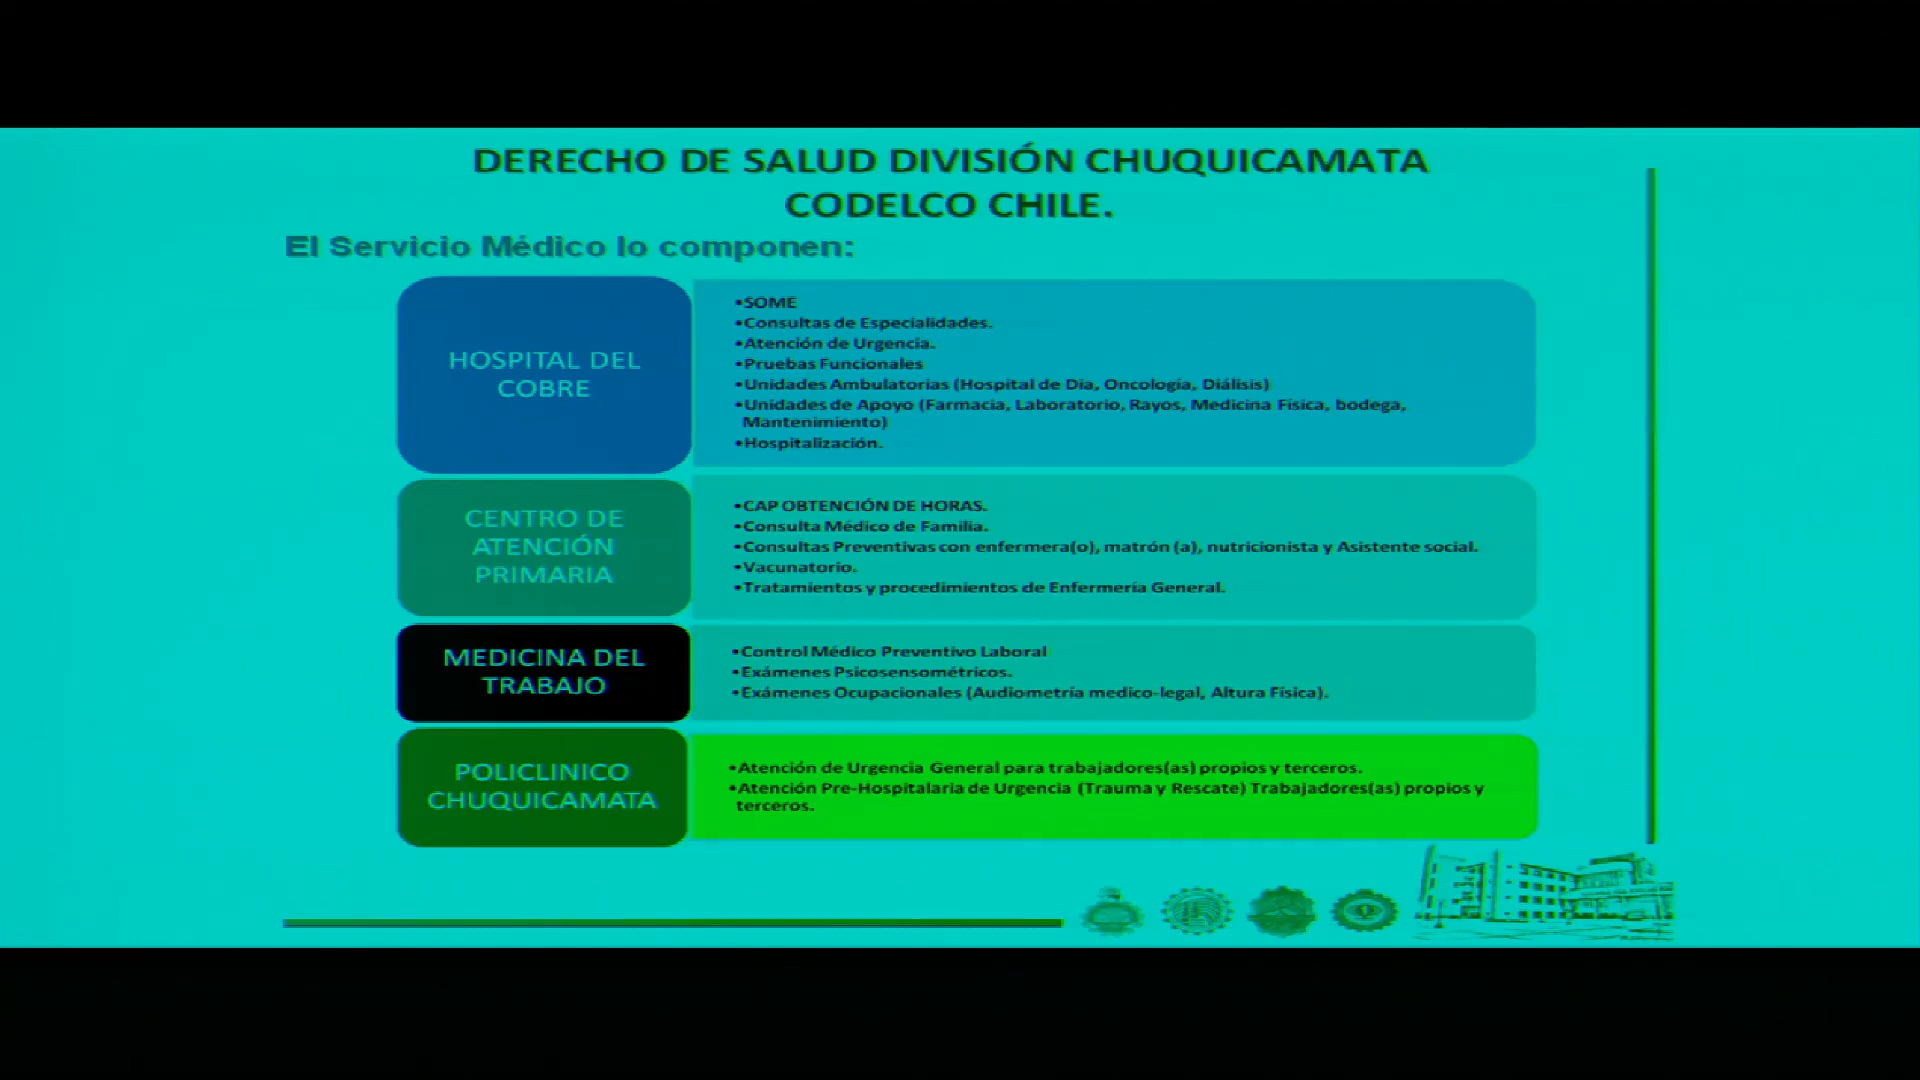 DERECHO DE SALUD DIVISIÓN CHUQUICAMATA
CODELCO CHILE.
El Servicio Médico lo componen:
HOSPITAL DEL
COBRE
•SOME
•Consultas de Especialidades.
•Atención de Urgencia.
•Pruebas Funcionales
•Unidades Ambulatorias (Hospital de Dia, Oncología, Diálisis)
•Unidades de Apoyo (Farmacia, Laboratorio, Rayos, Medicina Física, bodega,
Mantenimiento)
•Hospitalización.
CENTRO DE
ATENCIÓN
PRIMARIA
•CAP OBTENCIÓN DE HORAS.
•Consulta Médico de Familia.
•Consultas Preventivas con enfermera(o), matrón (a), nutricionista y Asistente social.
•Vacunatorio.
•Tratamientos y procedimientos de Enfermería General.
MEDICINA DEL
TRABAJO
•Control Médico Preventivo Laboral
•Exámenes Psicosensométricos.
•Exámenes Ocupacionales (Audiometría medico-legal, Altura Física).
POLICLINICO
CHUQUICAMATA
•Atención de Urgencia General para trabajadores(as) propios y terceros.
•Atención Pre-Hospitalaria de Urgencia (Trauma y Rescate) Trabajadores(as) propios y
terceros.